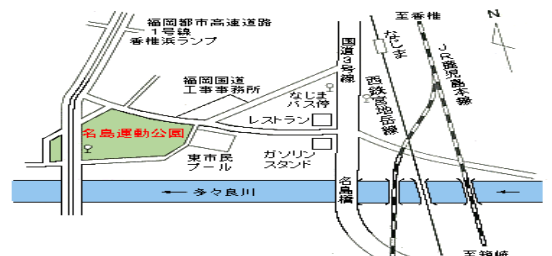 福岡都市高速道路
1号線
香椎浜ランプ
至香椎
N
国道3号線
なじま
JR鹿児島本線
西鉄宮地岳線
福岡国道
工事事務所
なじま
バス停
レストラン
名島運動公園
東市民
プール
ガソリン
スタンド
← 多々良川
名島橋
←
至箱崎